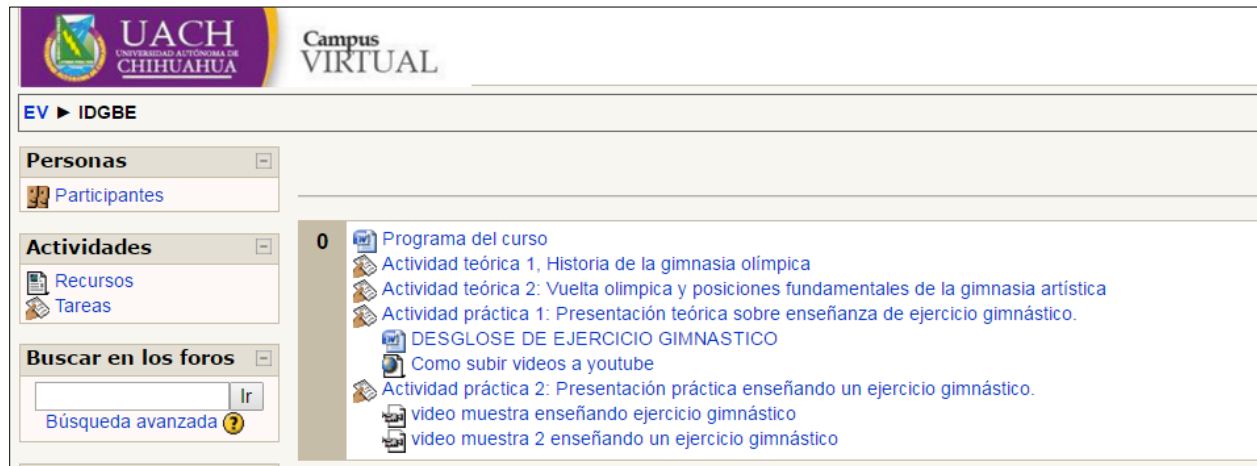 UACH
UNIVERSIDAD AUTÓNOMA DE
CHIHUAHUA
Campus
VIRTUAL
EV ► IDGBE
Personas
Participantes
Actividades
Recursos
Tareas
Buscar en los foros
Ir
Búsqueda avanzada ?
0
Programa del curso
Actividad teórica 1, Historia de la gimnasia olímpica
Actividad teórica 2: Vuelta olimpica y posiciones fundamentales de la gimnasia artística
Actividad práctica 1: Presentación teórica sobre enseñanza de ejercicio gimnástico.
DESGLOSE DE EJERCICIO GIMNASTICO
Como subir videos a youtube
Actividad práctica 2: Presentación práctica enseñando un ejercicio gimnástico.
video muestra enseñando ejercicio gimnástico
video muestra 2 enseñando un ejercicio gimnástico